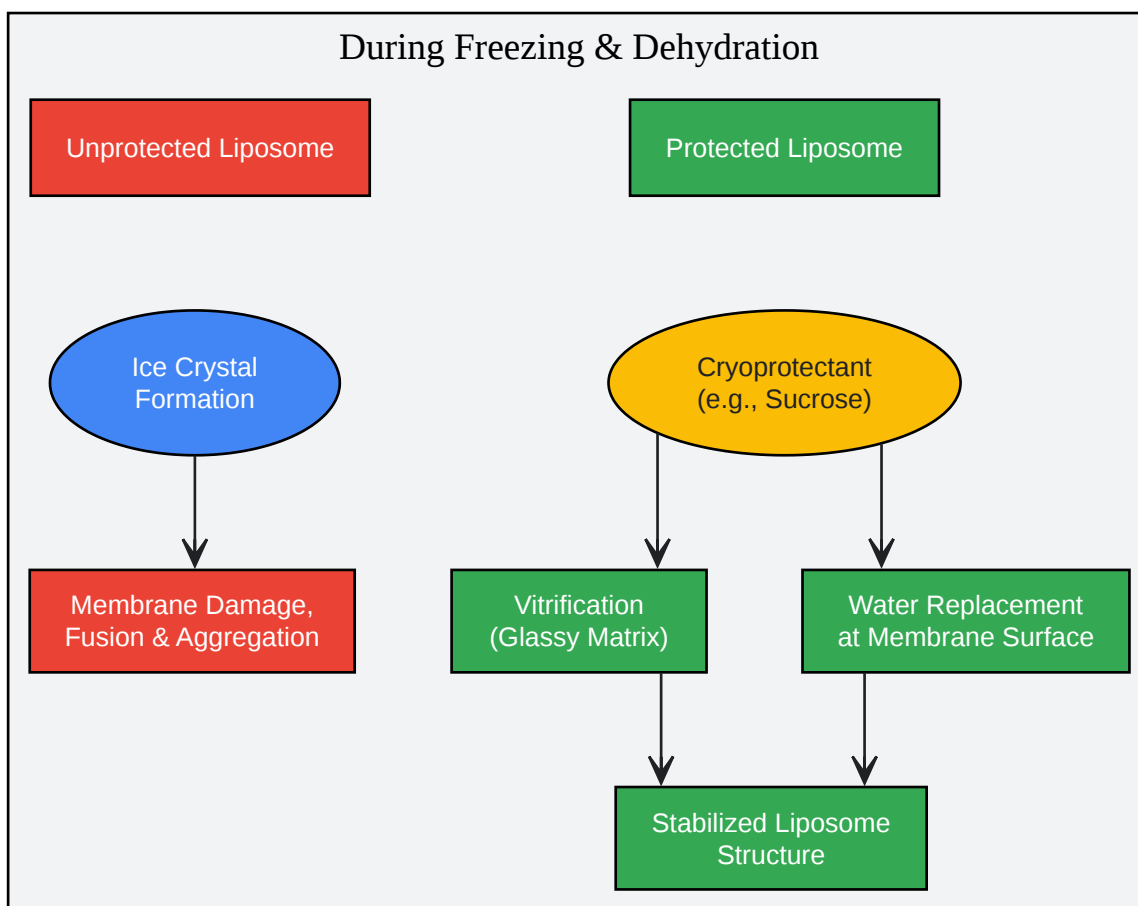 During Freezing & Dehydration
Unprotected Liposome
Protected Liposome
Ice Crystal
Formation
Cryoprotectant
(e.g., Sucrose)
Membrane Damage,
Fusion & Aggregation
Vitrification
(Glassy Matrix)
Water Replacement
at Membrane Surface
Stabilized Liposome
Structure